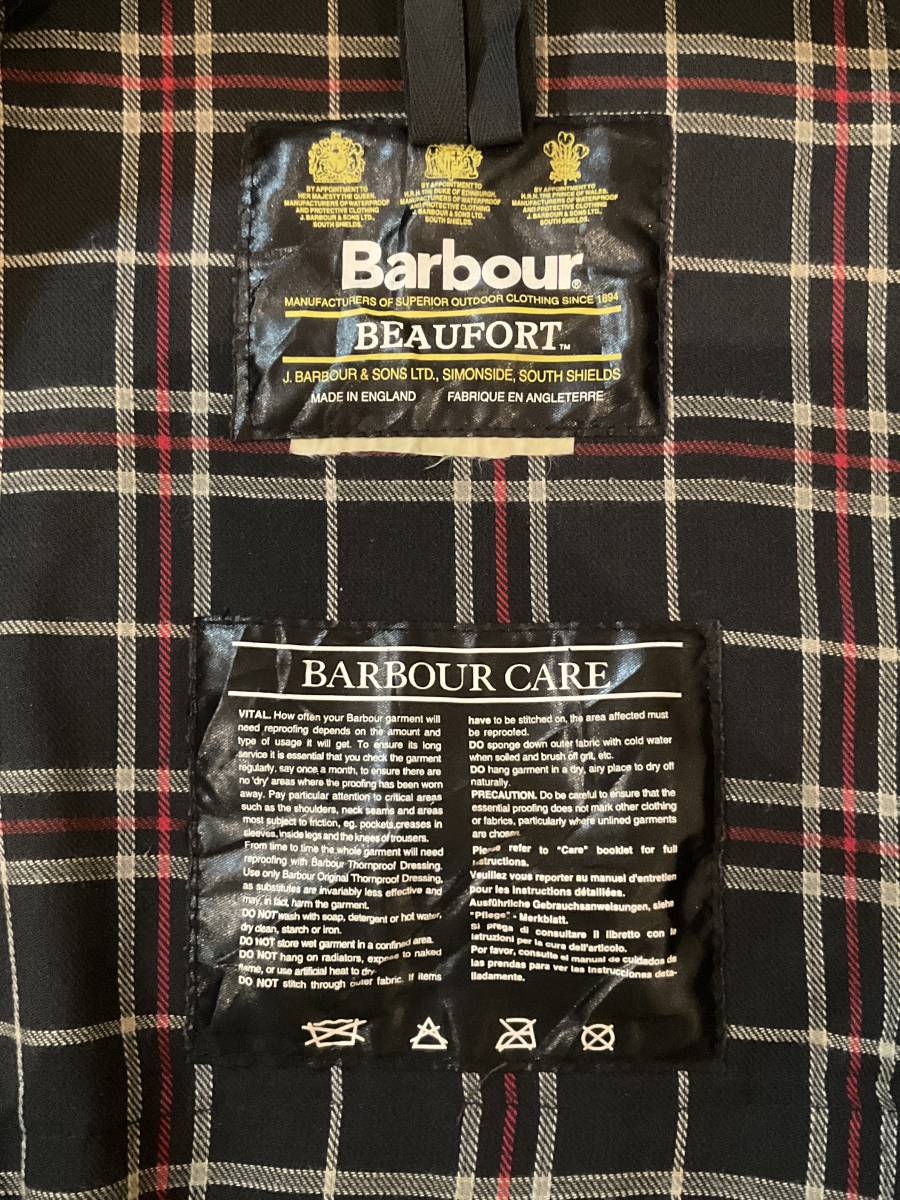 BY APPOINTMENT TO
HER MAJESTY THE QUEEN.
MANUFACTURERS OF WATERPROOF
AND PROTECTIVE CLOTHING
J. BARBOUR & SONS LTD.,
SOUTH SHIELDS.
BY APPOINTMENT TO
H.R.H. THE DUKE OF EDINBURGH,
MANUFACTURERS OF WATERPROOF
AND PROTECTIVE CLOTHING
J. BARBOUR & SONS LTD.,
SOUTH SHIELDS.
BY APPOINTMENT TO
MANUFACTURERS OF WATERPROOF
AND PROTECTIVE CLOTHING
J. BARBOUR & SONS LTD.,
SOUTH SHIELDS.
Barbour®
MANUFACTURERS OF SUPERIOR OUTDOOR CLOTHING SINCE 1894
BEAUFORT™
J. BARBOUR & SONS LTD., SIMONSIDE, SOUTH SHIELDS
MADE IN ENGLAND FABRIQUE EN ANGLETERRE
BARBOUR CARE
VITAL. How often your Barbour garment will
need reproofing depends on the amount and
type of usage it will get. To ensure its long
service it is essential that you check the garment
regularly, say once a month, to ensure there are
no 'dry' areas where the proofing has been worn
away. Pay particular attention to critical areas
such as the shoulders, neck seams and areas
most subject to friction, eg. pockets, creases in
sleeves, inside legs and the knees of trousers.
From time to time the whole garment will need
reproofing with Barbour Thornproof Dressing.
Use only Barbour Original Thornproof Dressing,
as substitutes are invariably less effective and
may, in fact, harm the garment.
DO NOT wash with soap, detergent or hot water,
dry clean, starch or iron.
DO NOT store wet garment in a confined area.
DO NOT hang on radiators, expose to naked
flame, or use artificial heat to dry.
DO NOT stitch through outer fabric. If items
have to be stitched on, the area affected must
be reproofed.
DO sponge down outer fabric with cold water
when soiled and brush off grit, etc.
DO hang garment in a dry, airy place to dry off
naturally.
PRECAUTION. Do be careful to ensure that the
essential proofing does not mark other clothing
or fabrics, particularly where unlined garments
are chosen.
Please refer to "Care" booklet for full
instructions.
Veuillez vous reporter au manuel d'entretien
pour les instructions détaillées.
Ausführliche Gebrauchsanweisungen, siehe
"Pflege" - Merkblatt.
Si prega di consultare il libretto con le
istruzioni per la cura dell'articolo.
Por favor, consulte el manual de cuidados de
las prendas para ver las instrucciones deta-
lladamente.